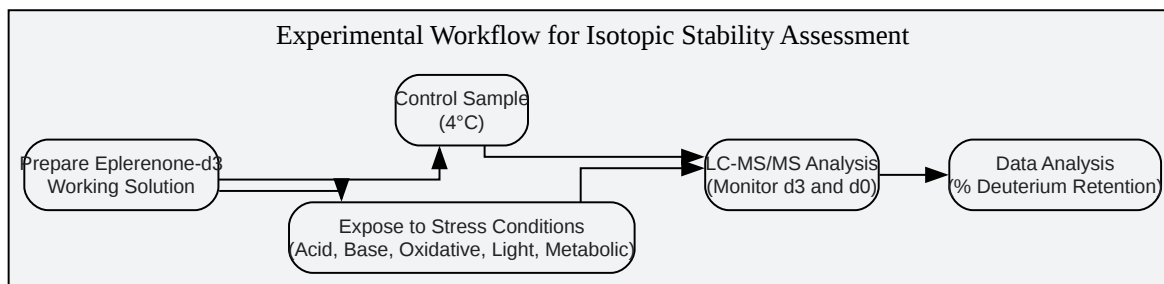 Experimental Workflow for Isotopic Stability Assessment
Prepare Eplerenone-d3
Working Solution
Control Sample
(4°C)
Expose to Stress Conditions
(Acid, Base, Oxidative, Light, Metabolic)
LC-MS/MS Analysis
(Monitor d3 and d0)
Data Analysis
(% Deuterium Retention)